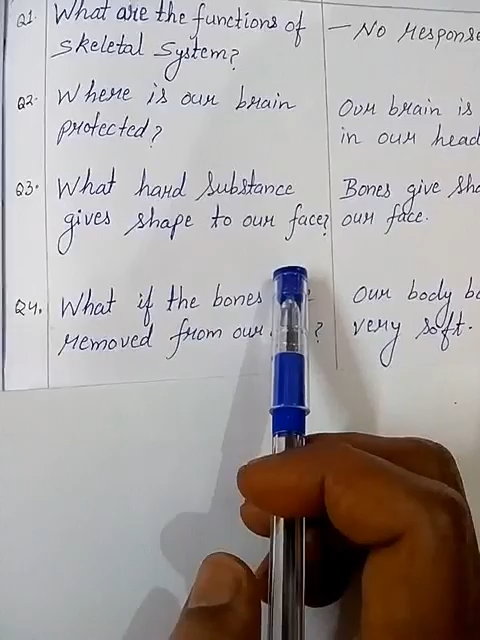 Q1. What are the functions of
skeletal System?
— No response
Q2. Where is our brain
protected?
Our brain is
in our head
Q3. What hard substance
gives shape to our face?
Bones give
our face.
Q4. What if the bones
removed from our ?
Our body
very soft.